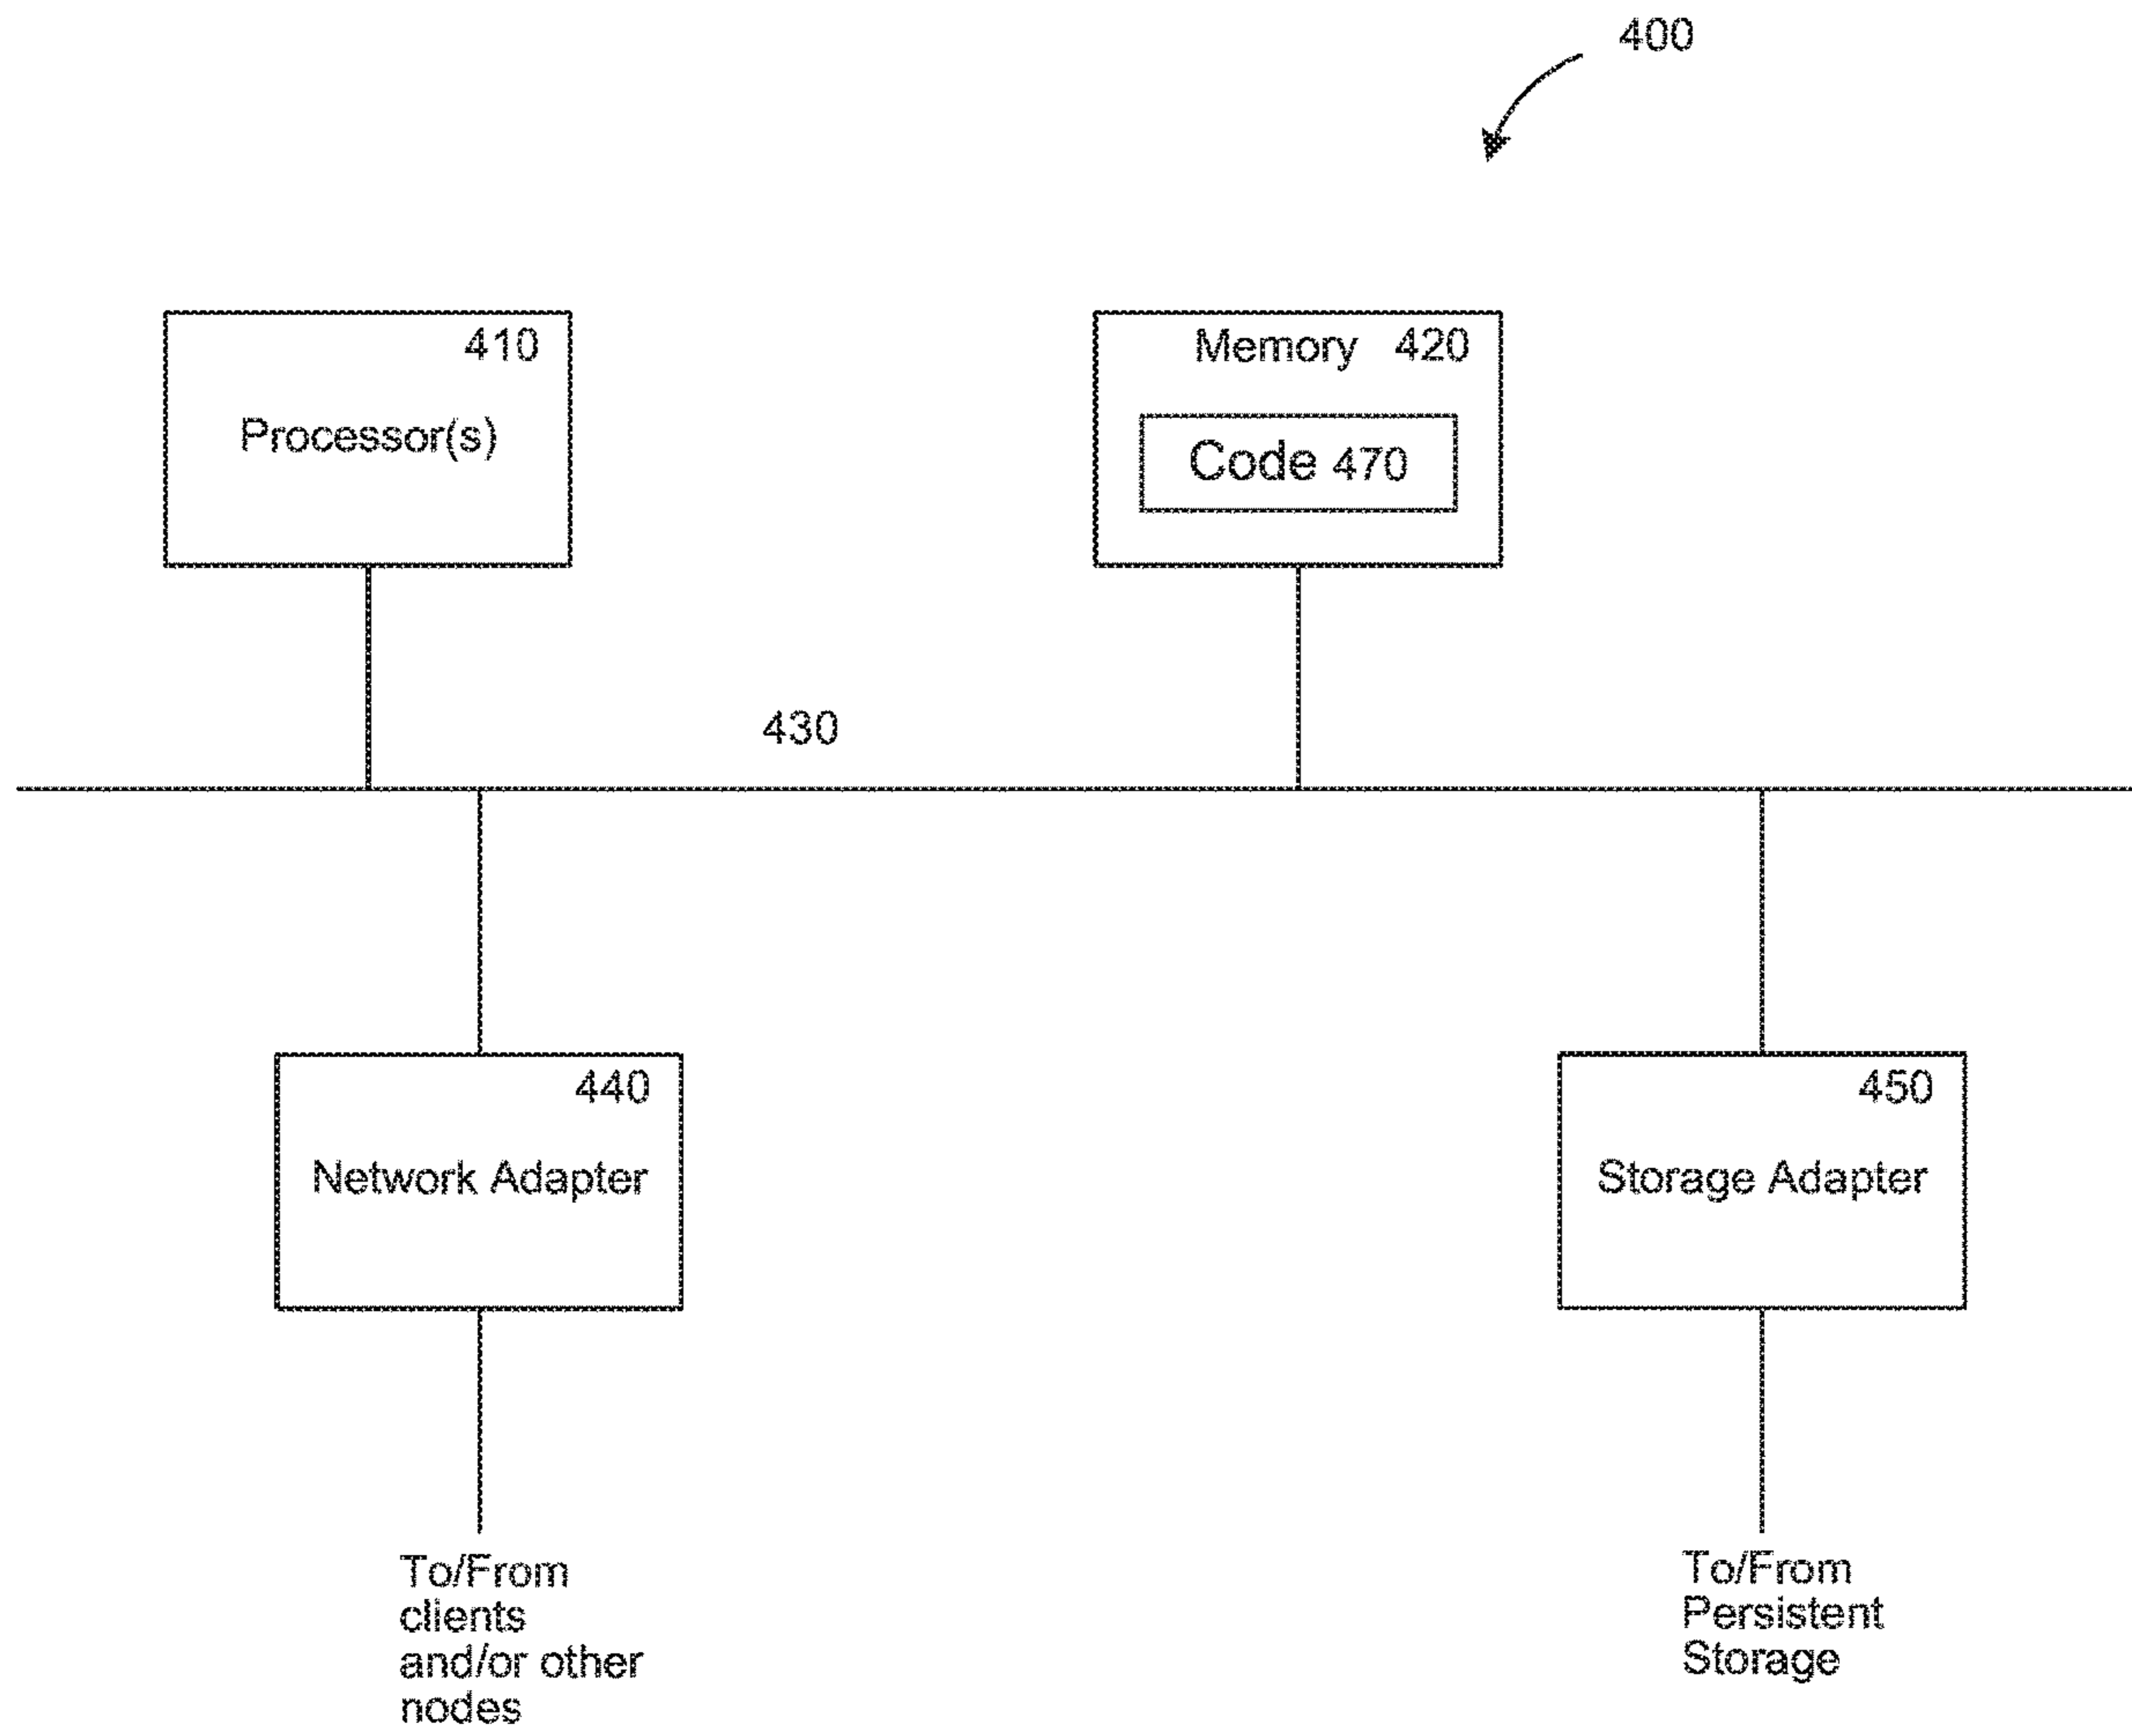 400
410
Processor(s)
Memory 420
Code 470
430
440
Network Adapter
450
Storage Adapter
To/From
clients
and/or other
nodes
To/From
Persistent
Storage